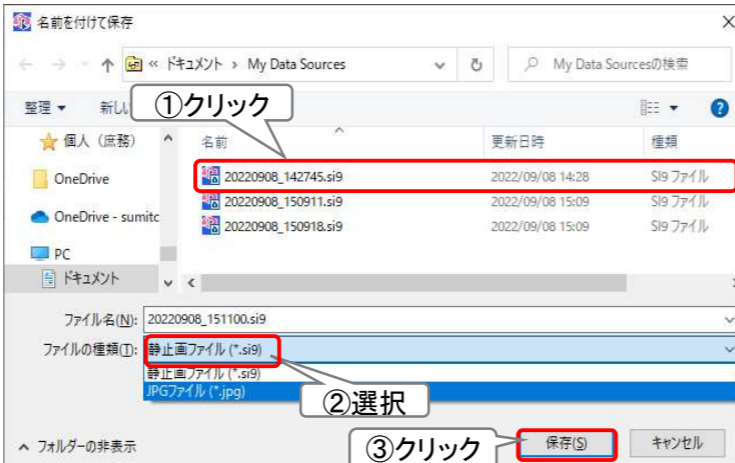 名前を付けて保存
« ドキュメント › My Data Sources
My Data Sourcesの検索
整理
新しい
①クリック
個人（庶務）
OneDrive
OneDrive - sumitc
PC
ドキュメント
名前 更新日時 種類
20220908_142745.si9 2022/09/08 14:28 SI9 ファイル
20220908_150911.si9 2022/09/08 15:09 SI9 ファイル
20220908_150918.si9 2022/09/08 15:09 SI9 ファイル
ファイル名(N): 20220908_151100.si9
ファイルの種類(T): 静止画ファイル (*.si9)
静止画ファイル (*.si9)
JPGファイル (*.jpg)
②選択
③クリック
フォルダーの非表示
保存(S)
キャンセル